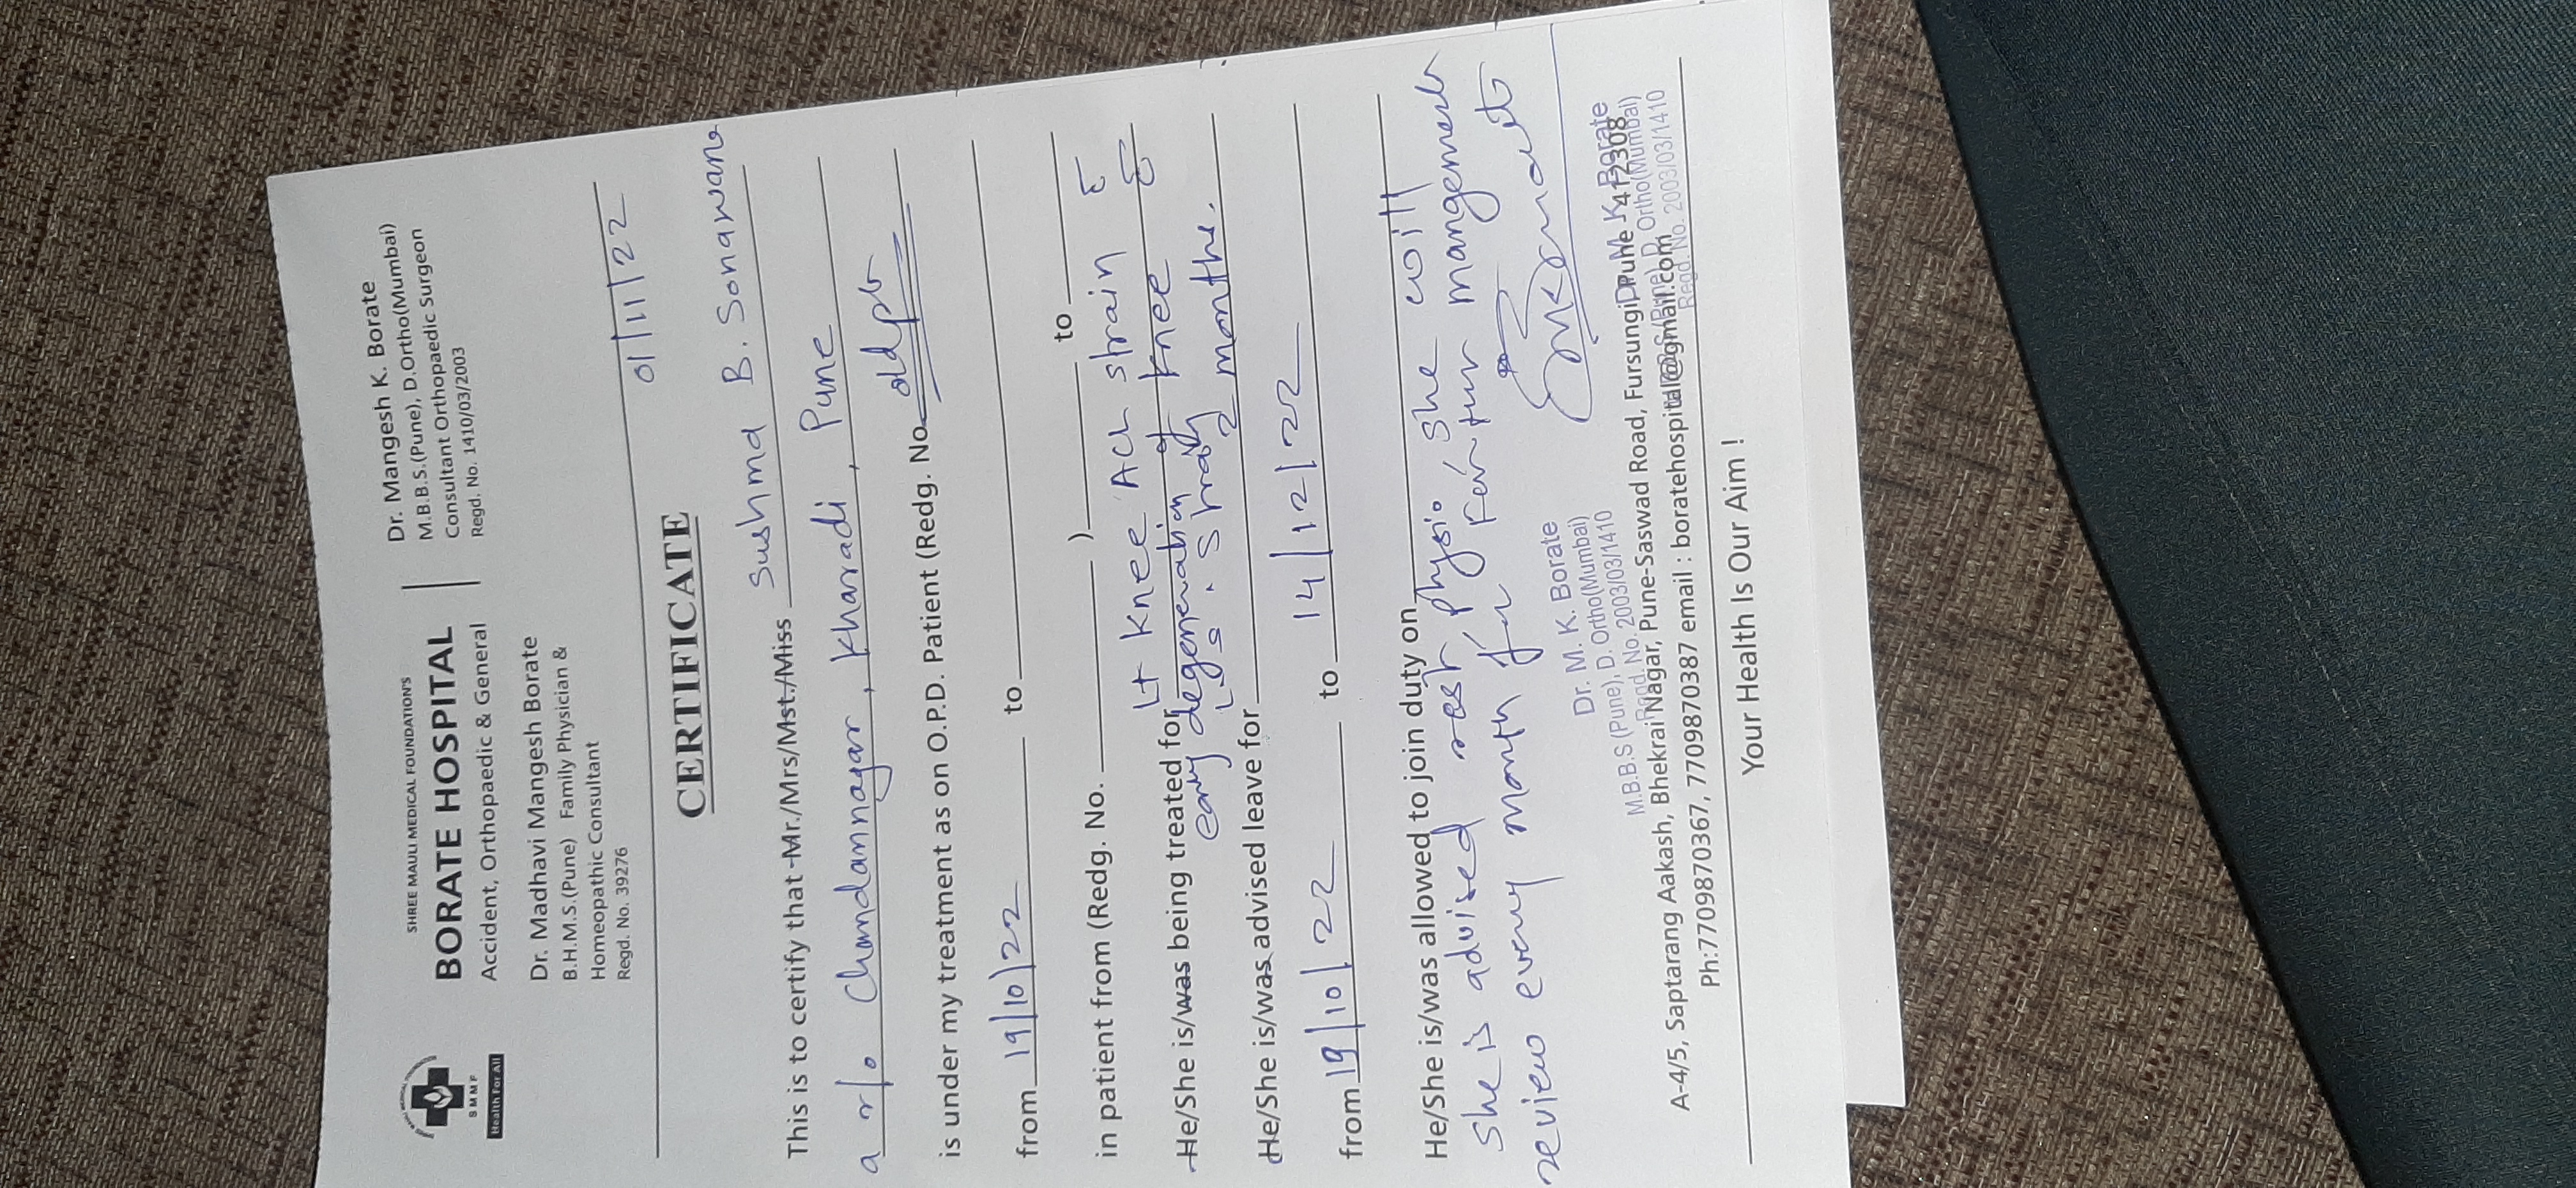 SHREE MAULI MEDICAL FOUNDATION'S
BORATE HOSPITAL
Accident, Orthopaedic & General
SHREE MAULI MEDICAL FOUNDATION
SMMF
Health For All
Dr. Mangesh K. Borate
M.B.B.S.(Pune), D.Ortho(Mumbai)
Consultant Orthopaedic Surgeon
Regd. No. 1410/03/2003
Dr. Madhavi Mangesh Borate
B.H.M.S.(Pune) Family Physician &
Homeopathic Consultant
Regd. No. 39276
01/11/22
CERTIFICATE
This is to certify that Mr./Mrs/Mst./Miss Sushma B. Sonawane
a r/o Chandannagar, Kharadi, Pune
is under my treatment as on O.P.D. Patient (Redg. No. old
from 19/10/22 to
in patient from (Redg. No. ) to
He/She is/was being treated for Lt Knee ACL strain
early degeneration of knee
L.S. strain
He/She is/was advised leave for 2 months.
from 19/10/22 to 14/12/22
He/She is/was allowed to join duty on
she is advised rest, physio, she will
review every month for mangement
Dr. M. K. Borate
M.B.B.S (Pune), D. Ortho(Mumbai)
Regd. No. 2003/03/1410
Dr. M. K. Borate
M.B.B.S (Pune), D. Ortho(Mumbai)
Regd. No. 2003/03/1410
A-4/5, Saptarang Aakash, Bhekrai Nagar, Pune-Saswad Road, Fursungi, Pune - 412308
Ph:7709870367, 7709870387 email : boratehospital@gmail.com
Your Health Is Our Aim !